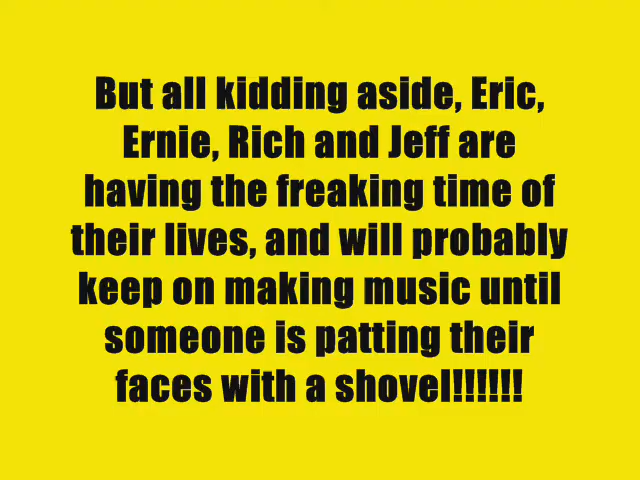 But all kidding aside, Eric,
Ernie, Rich and Jeff are
having the freaking time of
their lives, and will probably
keep on making music until
someone is patting their
faces with a shovel!!!!!!